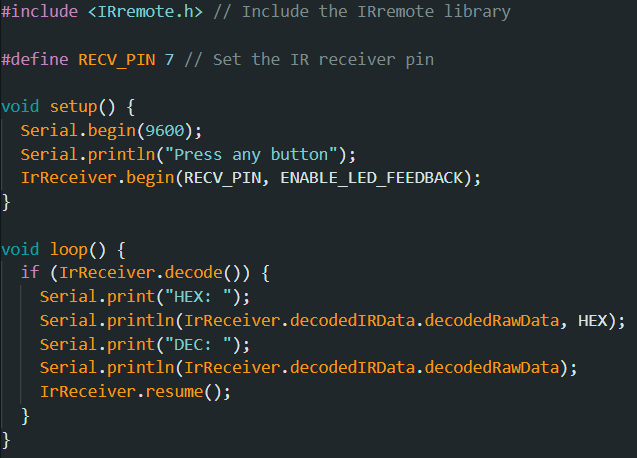 #include <IRremote.h> // Include the IRremote library
#define RECV_PIN 7 // Set the IR receiver pin
void setup() {
  Serial.begin(9600);
  Serial.println("Press any button");
  IrReceiver.begin(RECV_PIN, ENABLE_LED_FEEDBACK);
}
void loop() {
  if (IrReceiver.decode()) {
    Serial.print("HEX: ");
    Serial.println(IrReceiver.decodedIRData.decodedRawData, HEX);
    Serial.print("DEC: ");
    Serial.println(IrReceiver.decodedIRData.decodedRawData);
    IrReceiver.resume();
  }
}